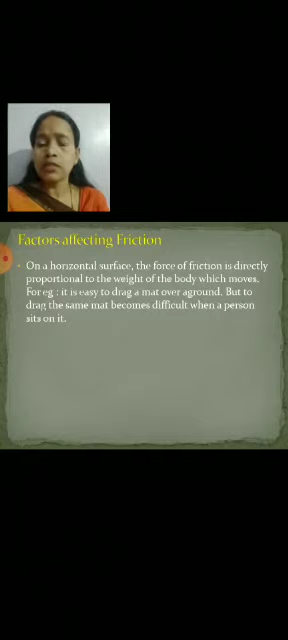 Factors affecting Friction
• On a horizontal surface, the force of friction is directly
proportional to the weight of the body which moves.
For eg : it is easy to drag a mat over aground. But to
drag the same mat becomes difficult when a person
sits on it.